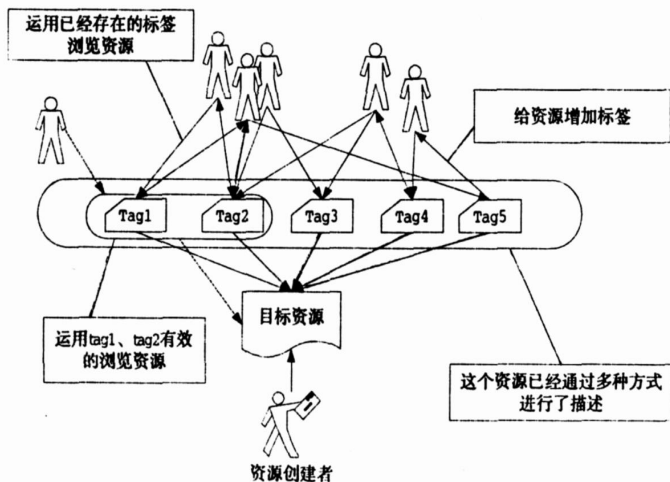 运用已经存在的标签
浏览资源
给资源增加标签
Tag1
Tag2
Tag3
Tag4
Tag5
目标资源
运用tag1、tag2有效
的浏览资源
这个资源已经通过多种方式
进行了描述
资源创建者